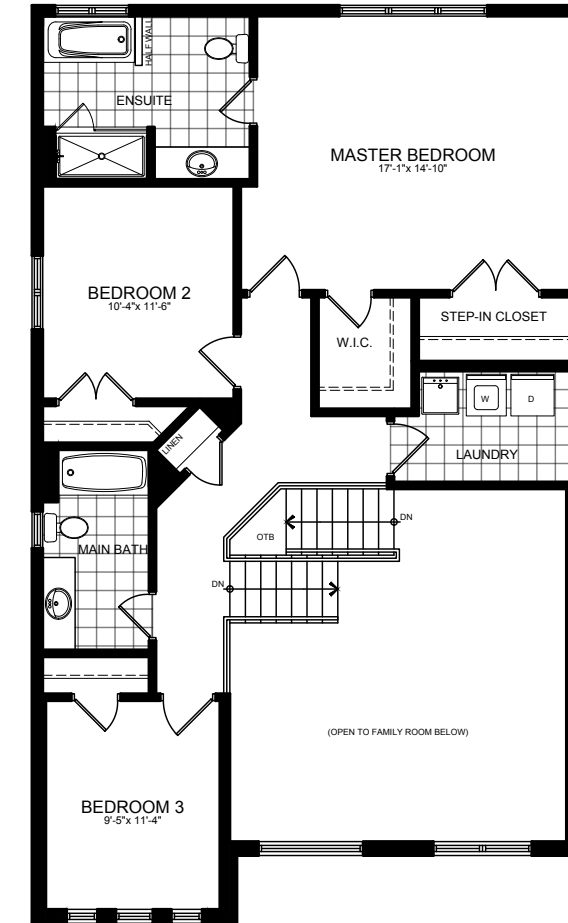 HALF WALL
ENSUITE
MASTER BEDROOM
17'-1"x 14'-10"
BEDROOM 2
10'-4"x 11'-6"
W.I.C.
STEP-IN CLOSET
W
D
LINEN
LAUNDRY
DN
OTB
MAIN BATH
DN
(OPEN TO FAMILY ROOM BELOW)
BEDROOM 3
9'-5"x 11'-4"